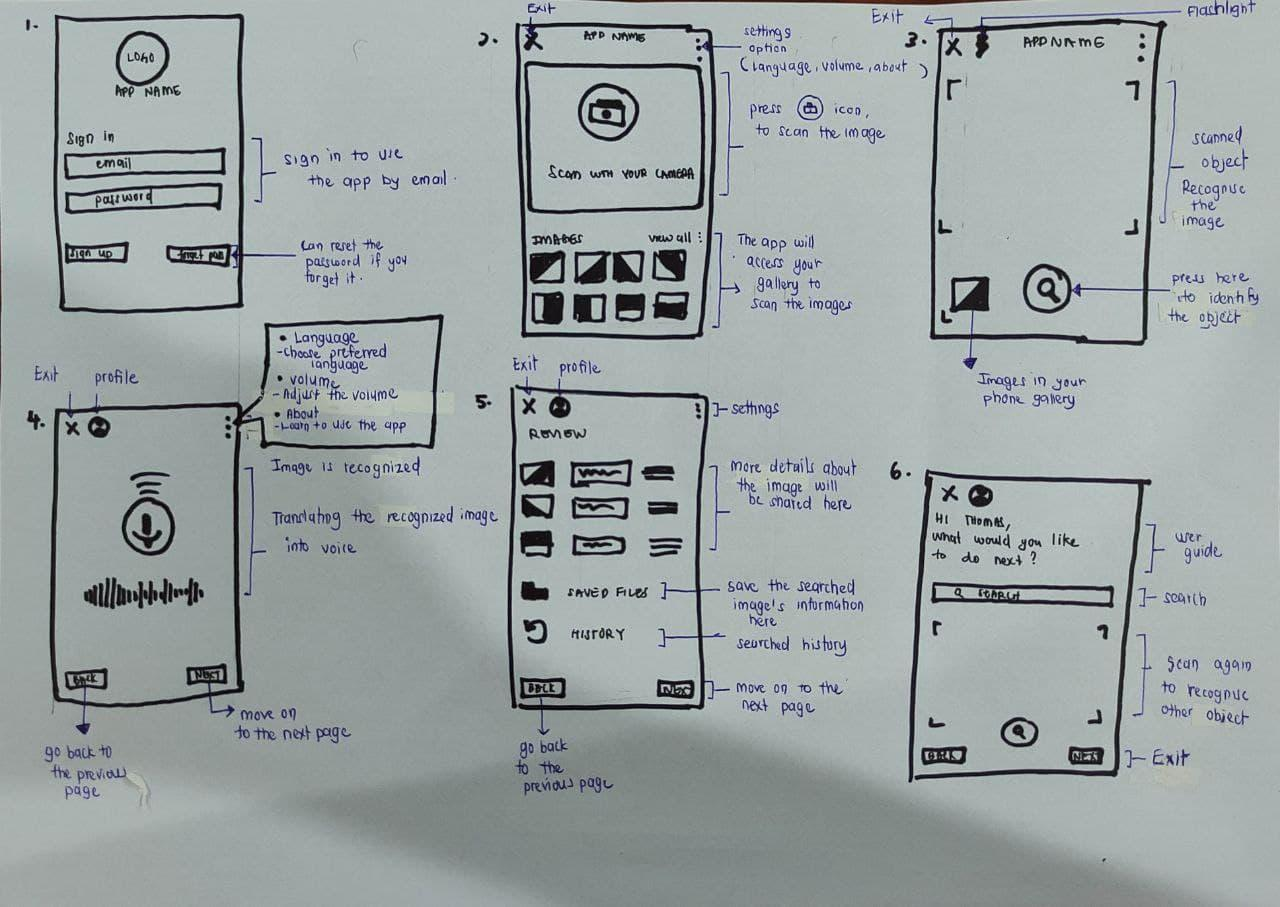 1.
LOGO
APP NAME
Sign in
email
password
Sign up
forget pass
Sign in to use
the app by email.
Can reset the
password if you
forget it.
2.
Exit
APP NAME
settings
option
(Language, volume, about)
SCAN WITH YOUR CAMERA
press icon,
to scan the image
IMAGES
view all
The app will
access your
gallery to
scan the images
3.
Exit
Flashlight
APP NAME
scanned
object
Recognise
the
image
press here
to identify
the object
Images in your
phone gallery
4.
Exit
profile
• Language
- Choose preferred
language
• volume
- Adjust the volume
• About
- Learn to use the app
Image is recognized
Translating the recognized image
into voice
BACK
NEXT
move on
to the next page
go back to
the previous
page
5.
Exit
profile
settings
REVIEW
more details about
the image will
be shared here
SAVED FILES
save the searched
image's information
here
HISTORY
searched history
BACK
NEXT
move on to the
next page
go back
to the
previous page
6.
HI THOMAS,
what would you like
to do next?
user
guide
SEARCH
search
Scan again
to recognise
other object
BACK
NEXT
Exit